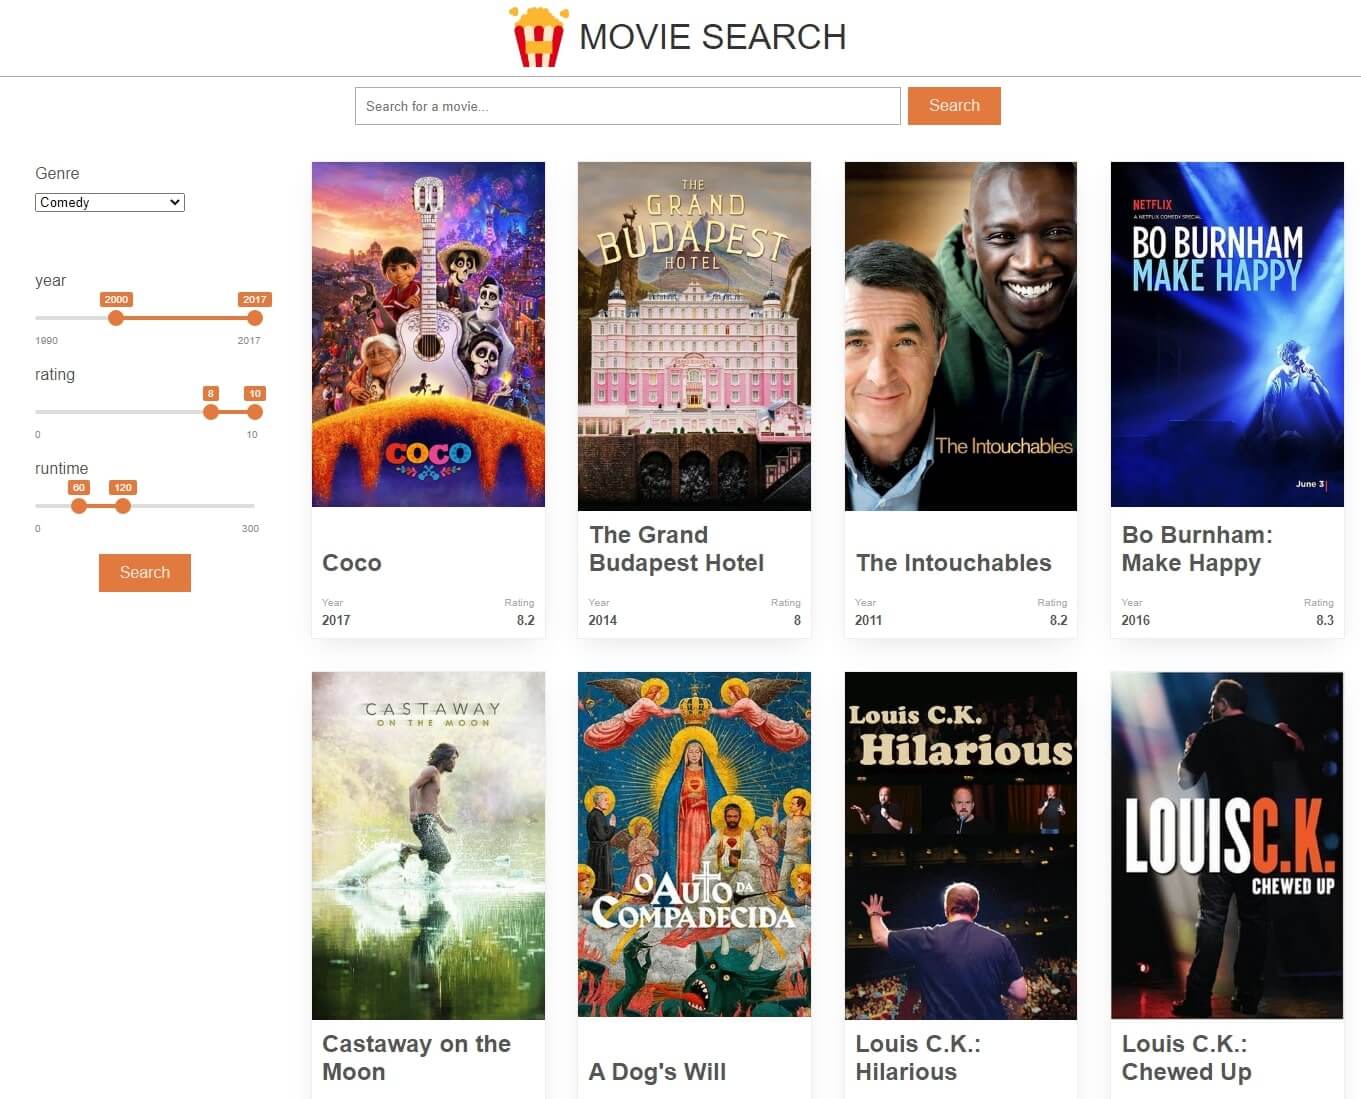 MOVIE SEARCH
Search for a movie...
Search
Genre
Comedy
year
2000
2017
1990
2017
rating
8
10
0
10
runtime
60
120
0
300
Search
COCO
Coco
Year
Rating
2017
8.2
THE
GRAND
BUDAPEST
HOTEL
The Grand
Budapest Hotel
Year
Rating
2014
8
The Intouchables
The Intouchables
Year
Rating
2011
8.2
NETFLIX
A NETFLIX COMEDY SPECIAL
BO BURNHAM
MAKE HAPPY
June 3
Bo Burnham:
Make Happy
Year
Rating
2016
8.3
CASTAWAY
ON THE MOON
Castaway on the
Moon
O AUTO DA
COMPADECIDA
A Dog's Will
Louis C.K.
Hilarious
Louis C.K.:
Hilarious
LOUIS C.K.
CHEWED UP
Louis C.K.:
Chewed Up